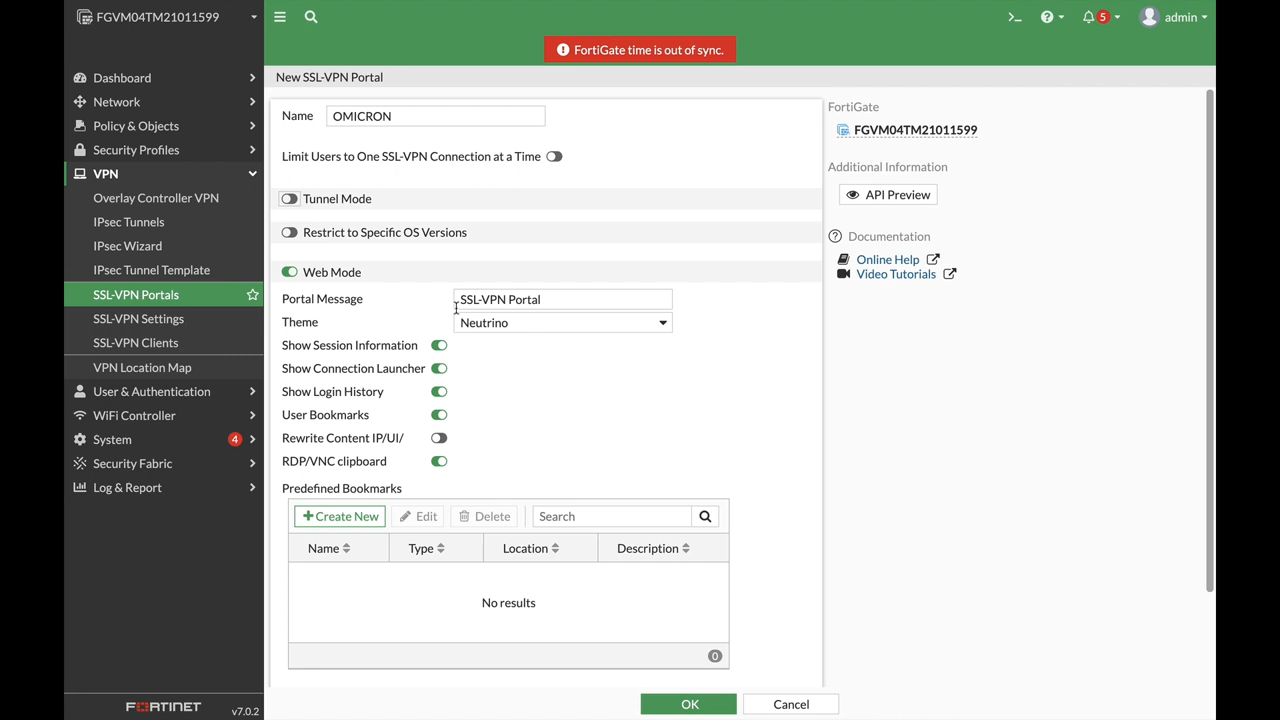 FGVM04TM21011599
5
admin
FortiGate time is out of sync.
Dashboard
Network
Policy & Objects
Security Profiles
VPN
Overlay Controller VPN
IPsec Tunnels
IPsec Wizard
IPsec Tunnel Template
SSL-VPN Portals
SSL-VPN Settings
SSL-VPN Clients
VPN Location Map
User & Authentication
WiFi Controller
System 4
Security Fabric
Log & Report
FORTINET v7.0.2
New SSL-VPN Portal
Name OMICRON
Limit Users to One SSL-VPN Connection at a Time
Tunnel Mode
Restrict to Specific OS Versions
Web Mode
Portal Message SSL-VPN Portal
Theme Neutrino
Show Session Information
Show Connection Launcher
Show Login History
User Bookmarks
Rewrite Content IP/UI/
RDP/VNC clipboard
Predefined Bookmarks
+Create New Edit Delete Search
Name Type Location Description
No results
0
OK Cancel
FortiGate
FGVM04TM21011599
Additional Information
API Preview
Documentation
Online Help
Video Tutorials